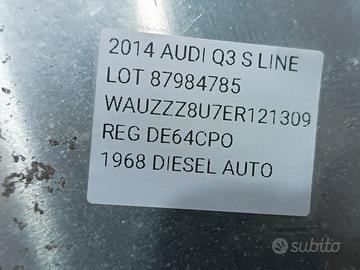 2014 AUDI Q3 S LINE
LOT 87984785
WAUZZZ8U7ER121309
REG DE64CPO
1968 DIESEL AUTO
subito